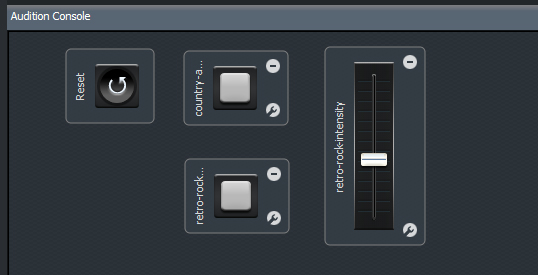 Audition Console
Reset
country-a...
retro-rock-intensity
retro-rock...